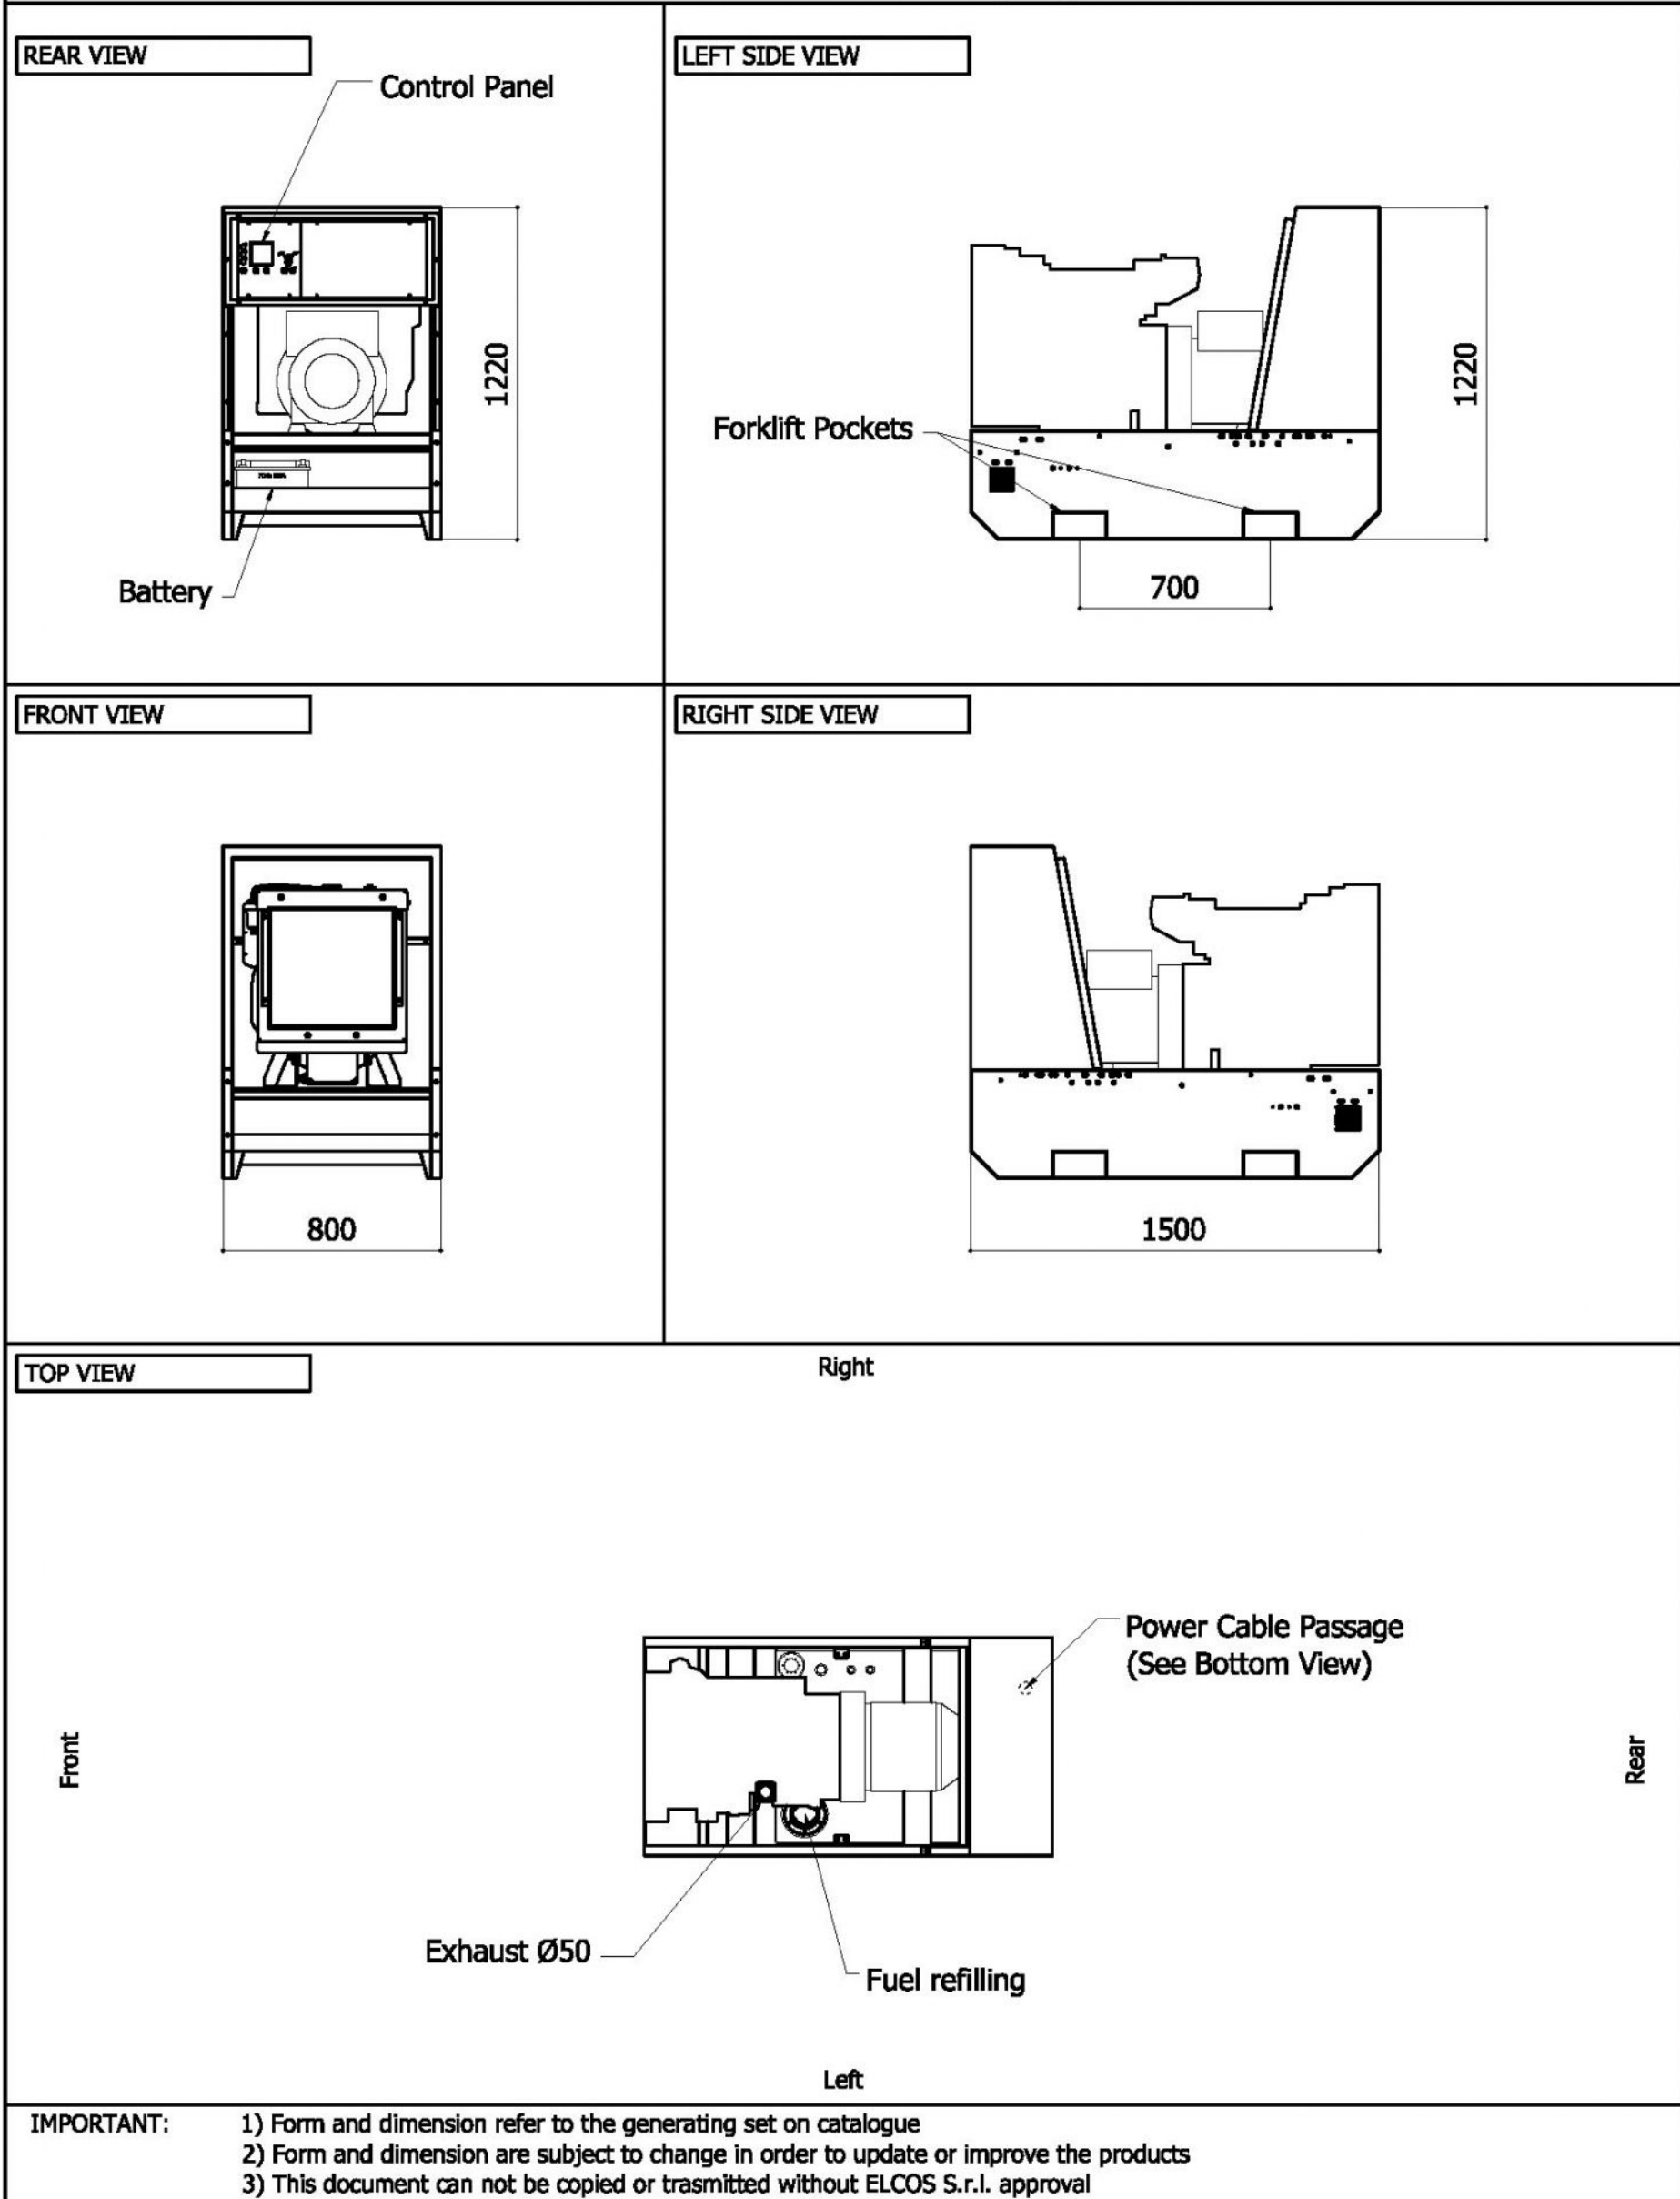 REAR VIEW
Control Panel
1220
Battery
LEFT SIDE VIEW
1220
Forklift Pockets
700
FRONT VIEW
800
RIGHT SIDE VIEW
1500
TOP VIEW
Right
Power Cable Passage
(See Bottom View)
Front
Rear
Exhaust Ø50
Fuel refilling
Left
IMPORTANT:
1) Form and dimension refer to the generating set on catalogue
2) Form and dimension are subject to change in order to update or improve the products
3) This document can not be copied or trasmitted without ELCOS S.r.l. approval